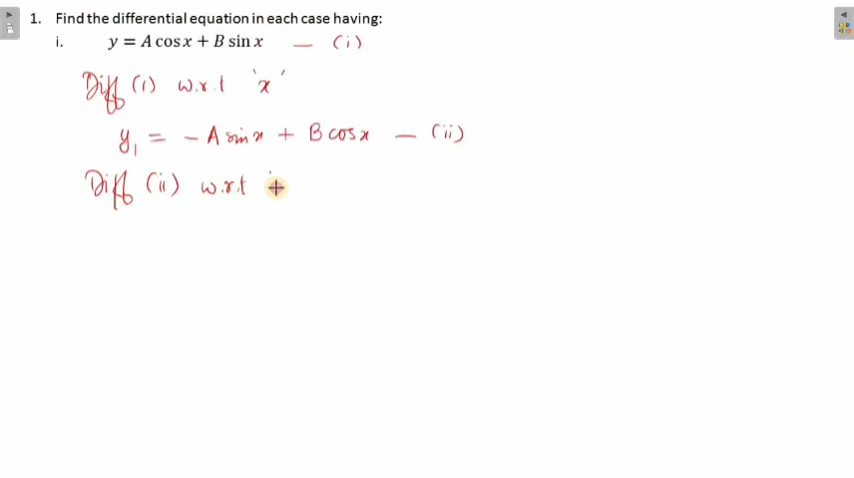 1. Find the differential equation in each case having:
i. y = A cos x + B sin x — (i)
Diff (i) w.r.t 'x'
y₁ = - A sin x + B cos x — (ii)
Diff (ii) w.r.t '